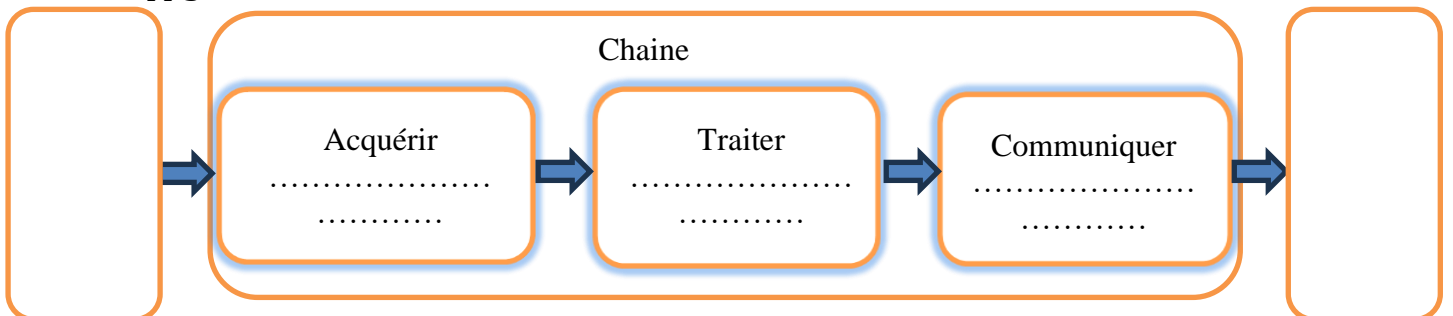 Chaine
Acquérir
…………………….
………….
Traiter
…………………….
………….
Communiquer
…………………….
………….